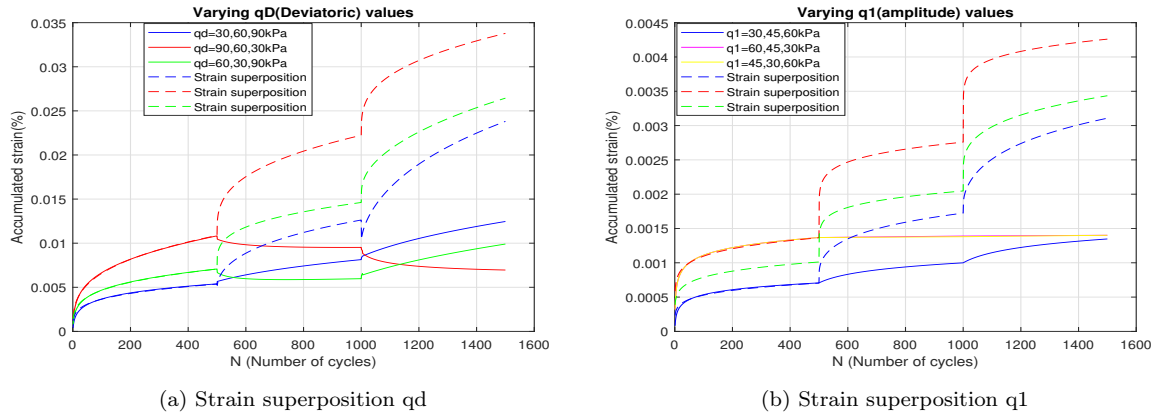 Varying qD(Deviatoric) values
0.035
0.03
0.025
0.02
0.015
0.01
0.005
0
Accumulated strain(%)
qd=30,60,90kPa
qd=90,60,30kPa
qd=60,30,90kPa
Strain superposition
Strain superposition
Strain superposition
0 200 400 600 800 1000 1200 1400 1600
N (Number of cycles)
(a) Strain superposition qd
Varying q1(amplitude) values
0.0045
0.004
0.0035
0.003
0.0025
0.002
0.0015
0.001
0.0005
0
Accumulated strain(%)
q1=30,45,60kPa
q1=60,45,30kPa
q1=45,30,60kPa
Strain superposition
Strain superposition
Strain superposition
0 200 400 600 800 1000 1200 1400 1600
N (Number of cycles)
(b) Strain superposition q1